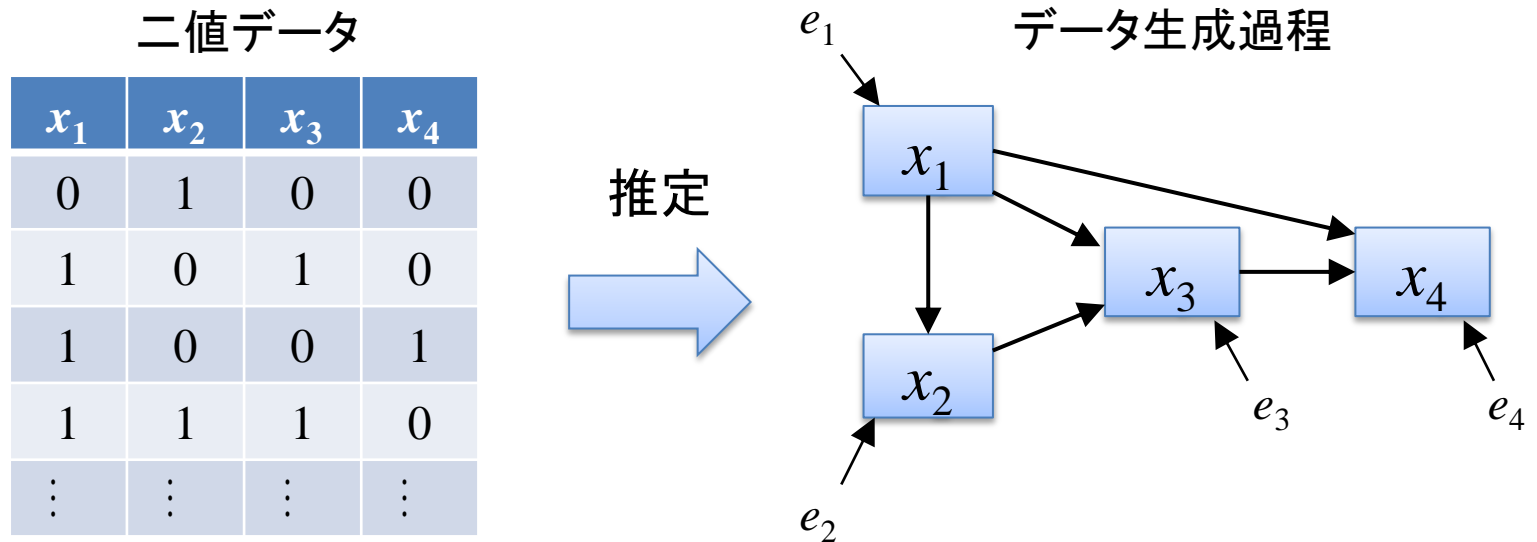 二値データ
x1 x2 x3 x4
0 1 0 0
1 0 1 0
1 0 0 1
1 1 1 0
⋮ ⋮ ⋮ ⋮
推定
データ生成過程
e1
x1
x3
x4
x2
e3
e4
e2